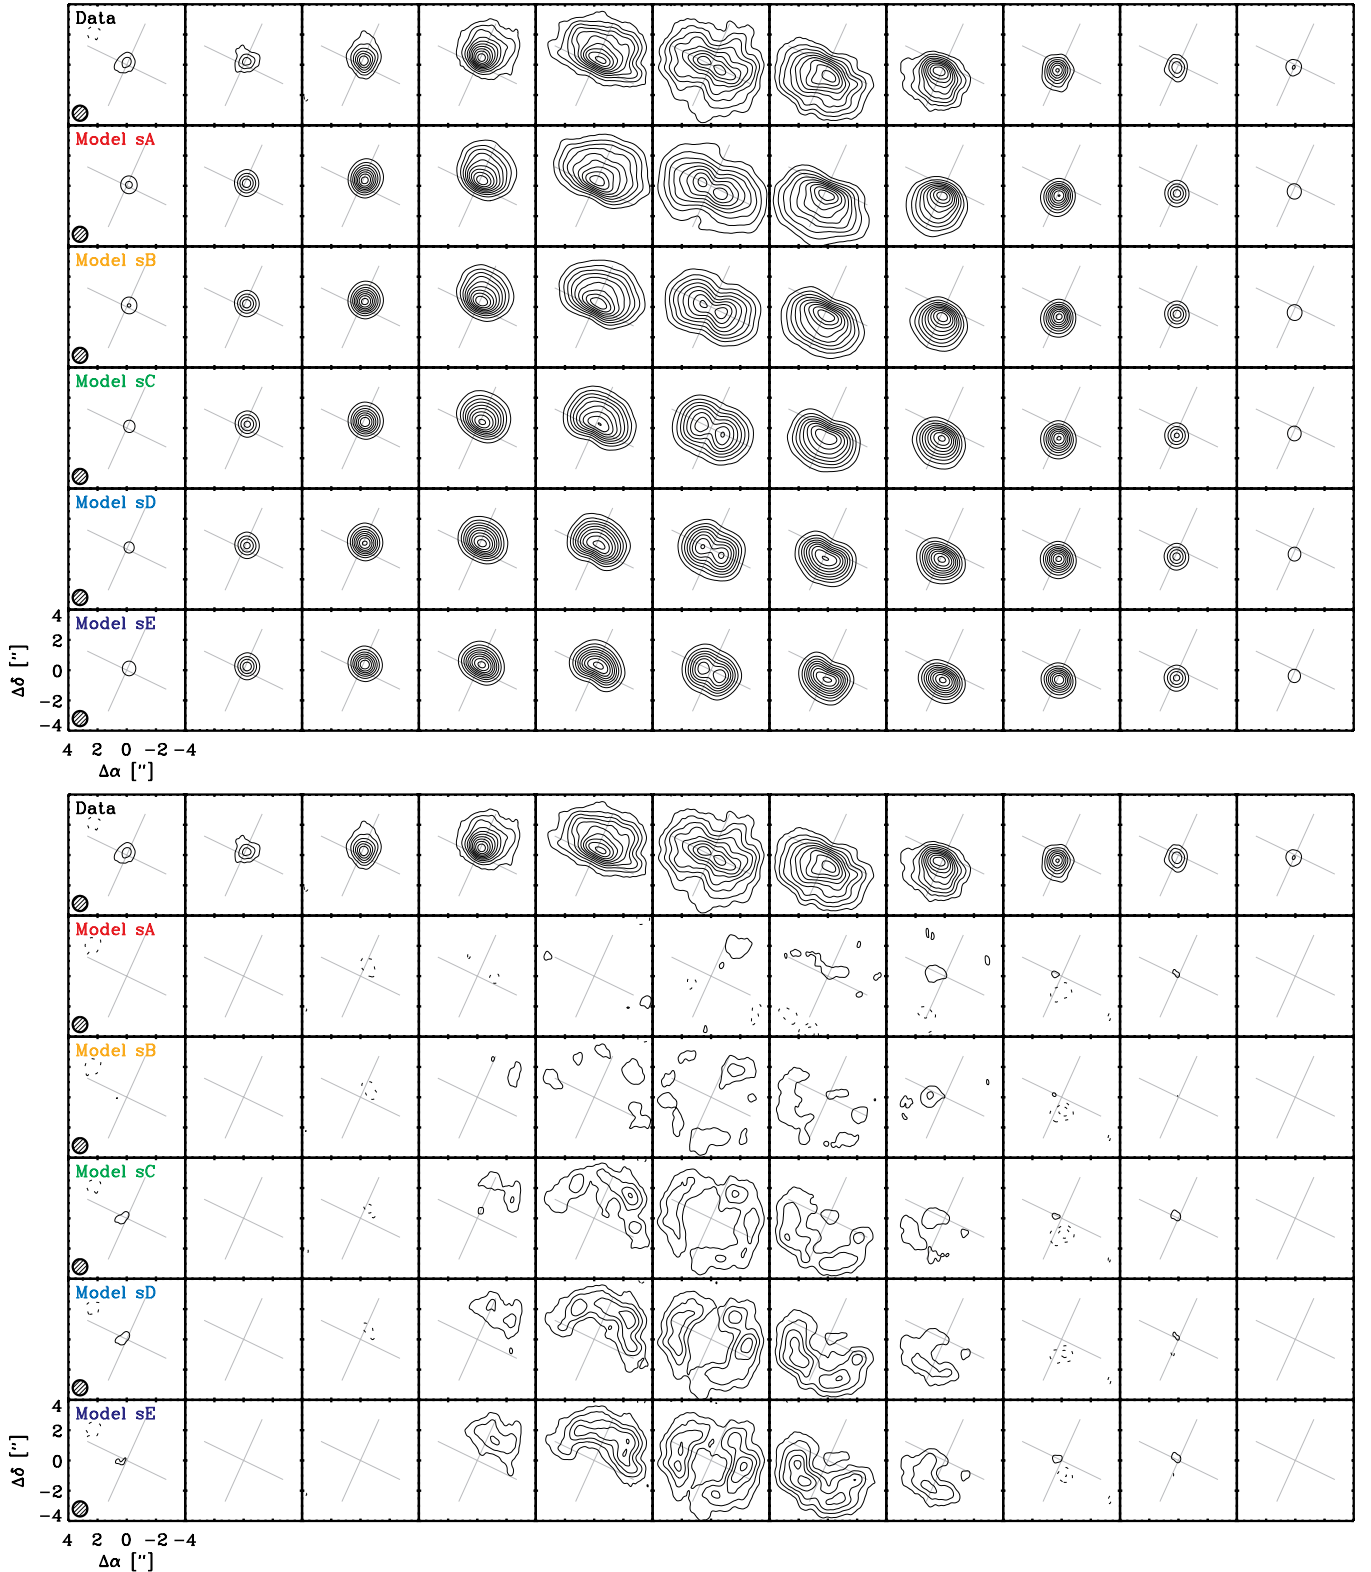 Data
Model sA
Model sB
Model sC
Model sD
Model sE
4
2
0
−2
−4
Δδ ["]
4 2 0 −2 −4
Δα ["]
Data
Model sA
Model sB
Model sC
Model sD
Model sE
4
2
0
−2
−4
Δδ ["]
4 2 0 −2 −4
Δα ["]